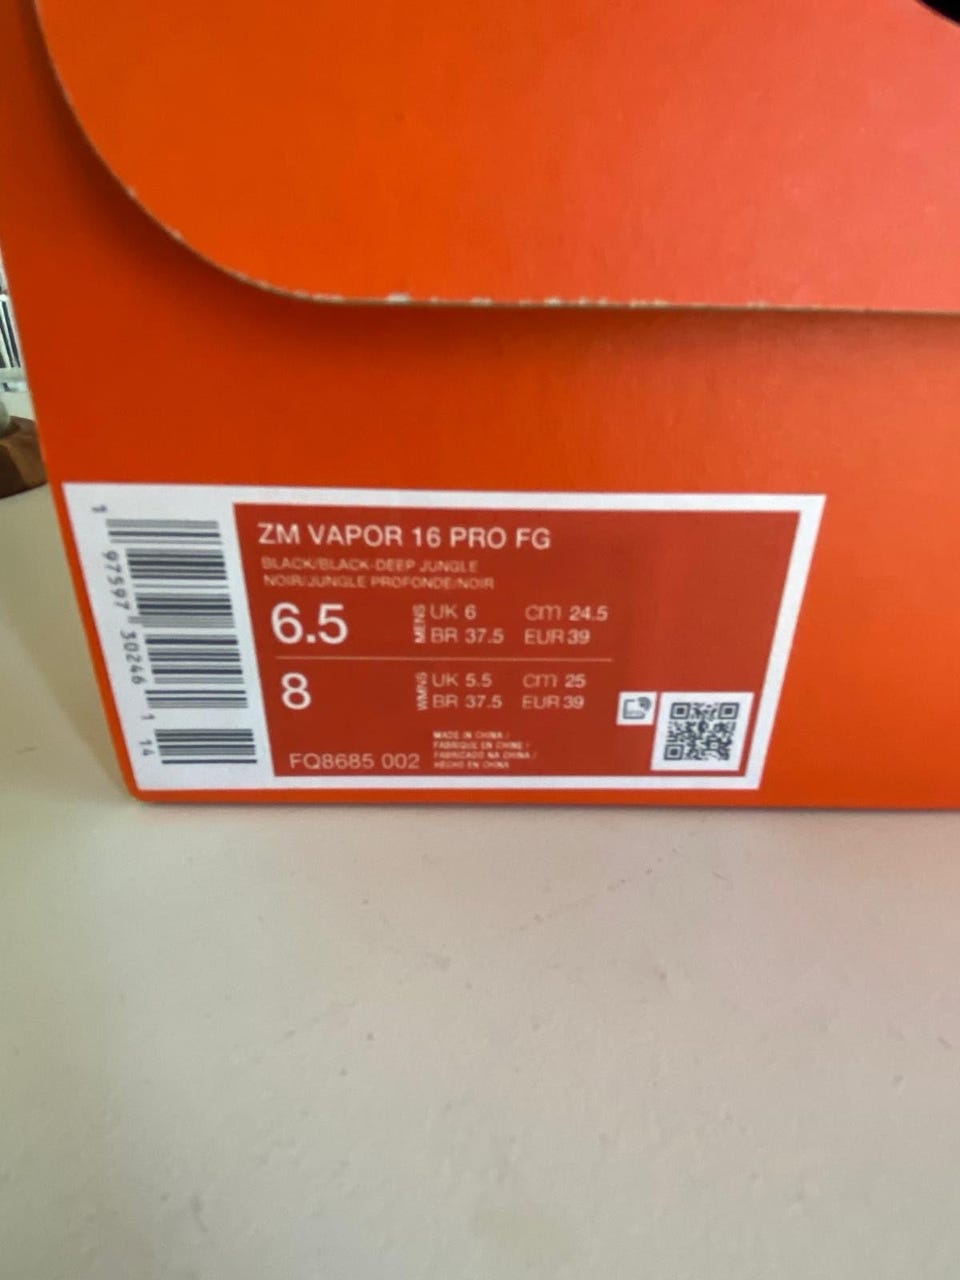 ZM VAPOR 16 PRO FG
BLACK/BLACK-DEEP JUNGLE
NOIR/JUNGLE PROFONDE/NOIR
6.5 MENS UK 6 cm 24.5
BR 37.5 EUR 39
8 WMNS UK 5.5 cm 25
BR 37.5 EUR 39
FQ8685 002
MADE IN CHINA /
FABRIQUE EN CHINE /
FABRICADO NA CHINA /
HECHO EN CHINA
1 97597 30246 1 14